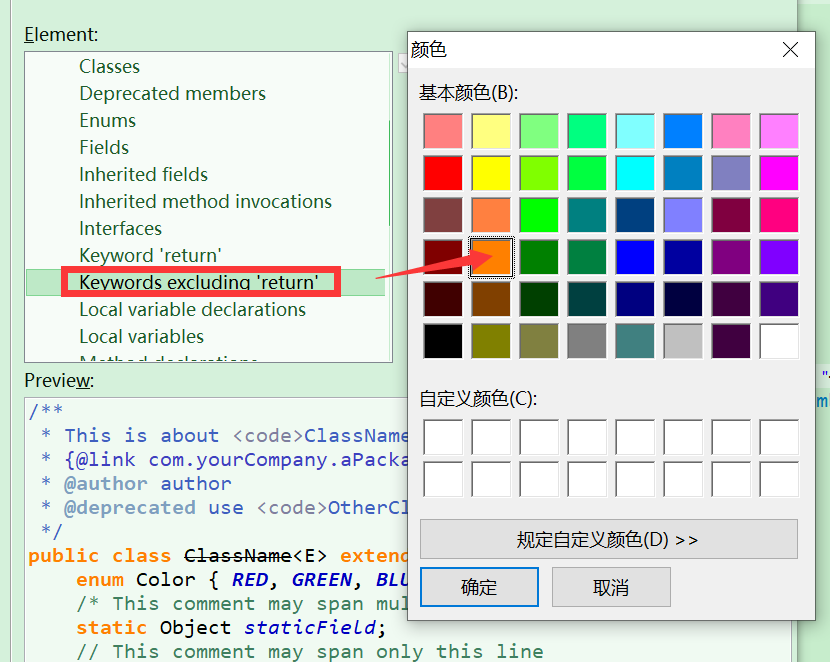 Element:
Classes
Deprecated members
Enums
Fields
Inherited fields
Inherited method invocations
Interfaces
Keyword 'return'
Keywords excluding 'return'
Local variable declarations
Local variables
Method declarations
Preview:
/**
* This is about <code>ClassName
* {@link com.yourCompany.aPacka
* @author author
* @deprecated use <code>OtherCl
*/
public class ClassName<E> extend
enum Color { RED, GREEN, BLU
/* This comment may span mul
static Object staticField;
// This comment may span only this line
颜色
基本颜色(B):
自定义颜色(C):
规定自定义颜色(D) >>
确定
取消